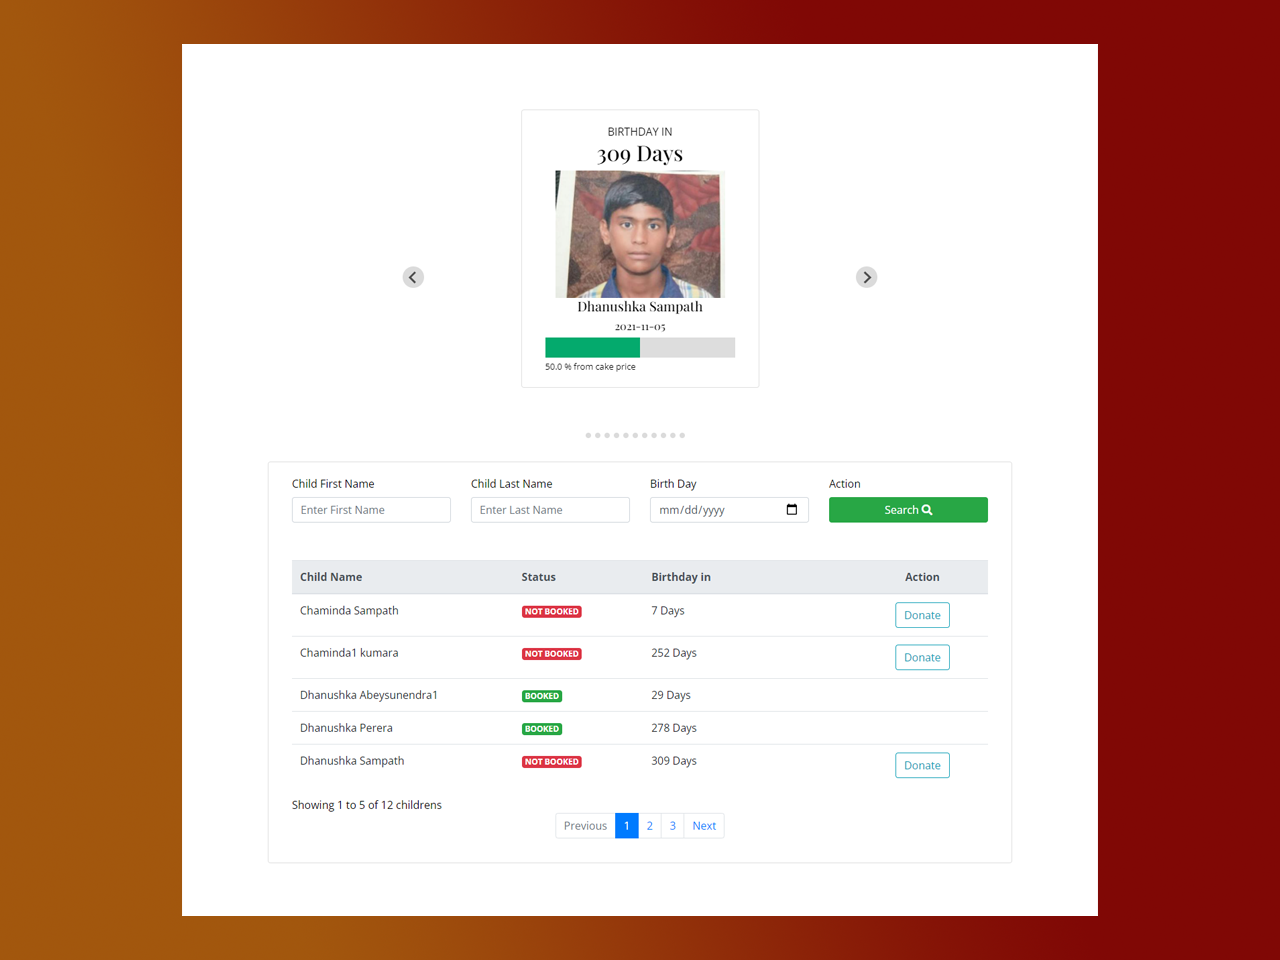 BIRTHDAY IN
309 Days
Dhanushka Sampath
2021-11-05
50.0 % from cake price
Child First Name Child Last Name Birth Day Action
Enter First Name Enter Last Name mm/dd/yyyy Search
Child Name Status Birthday in Action
Chaminda Sampath NOT BOOKED 7 Days Donate
Chaminda1 kumara NOT BOOKED 252 Days Donate
Dhanushka Abeysunendra1 BOOKED 29 Days
Dhanushka Perera BOOKED 278 Days
Dhanushka Sampath NOT BOOKED 309 Days Donate
Showing 1 to 5 of 12 childrens
Previous 1 2 3 Next